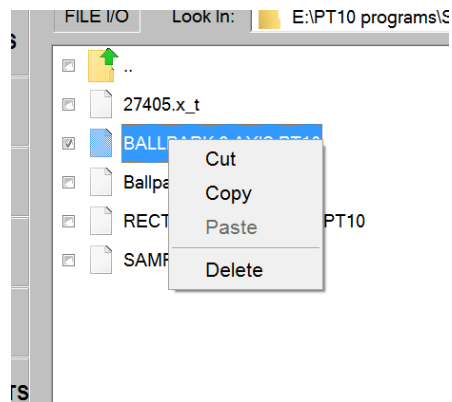 FILE I/O Look In: E:\PT10 programs\S
S
..
27405.x_t
BALLPARK 3 AXIS.PT10
Cut
Ballpa
Copy
RECT PT10
Paste
SAMP
Delete
TS